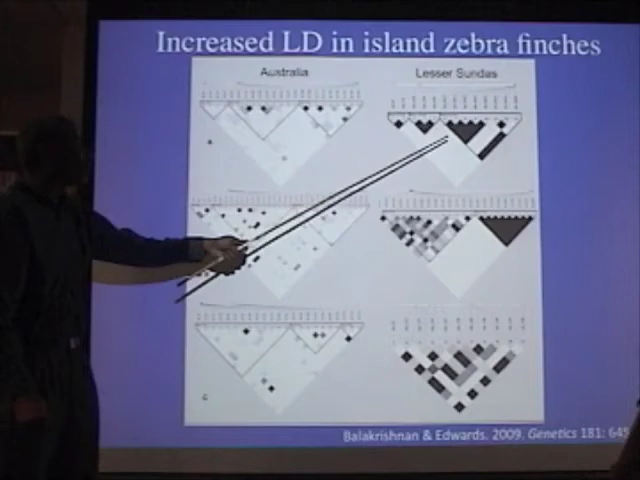 Increased LD in island zebra finches
Australia
Lesser Sundas
Balakrishnan & Edwards. 2009. Genetics 181: 645